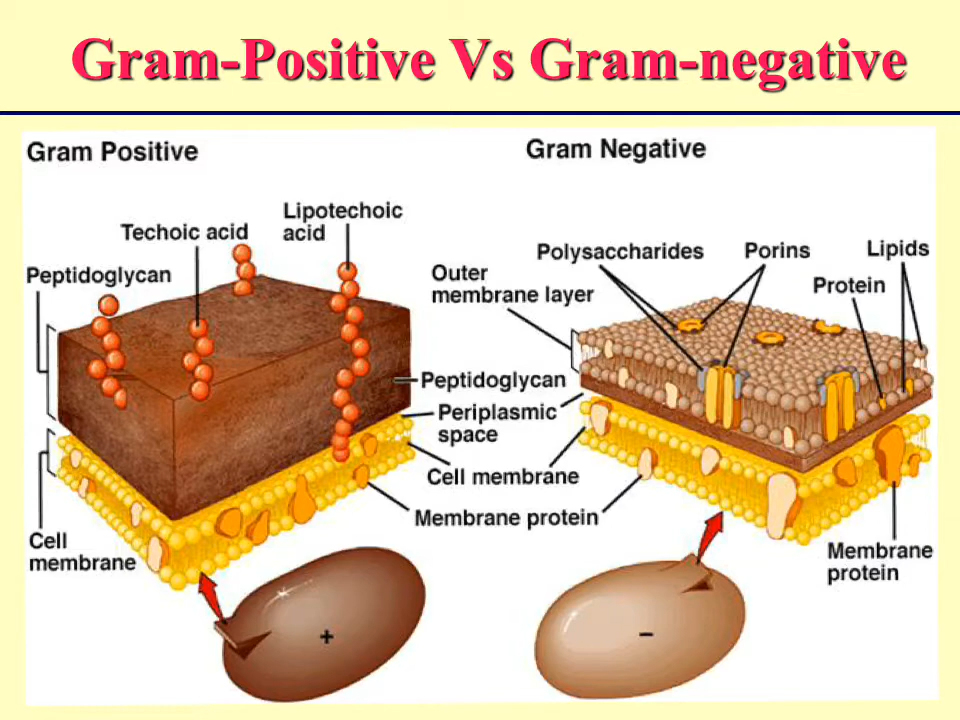 Gram-Positive Vs Gram-negative
Gram Positive
Gram Negative
Lipotechoic
acid
Techoic acid
Peptidoglycan
Polysaccharides
Porins
Lipids
Outer
membrane layer
Protein
Peptidoglycan
Periplasmic
space
Cell membrane
Membrane protein
Cell
membrane
Membrane
protein
+
−